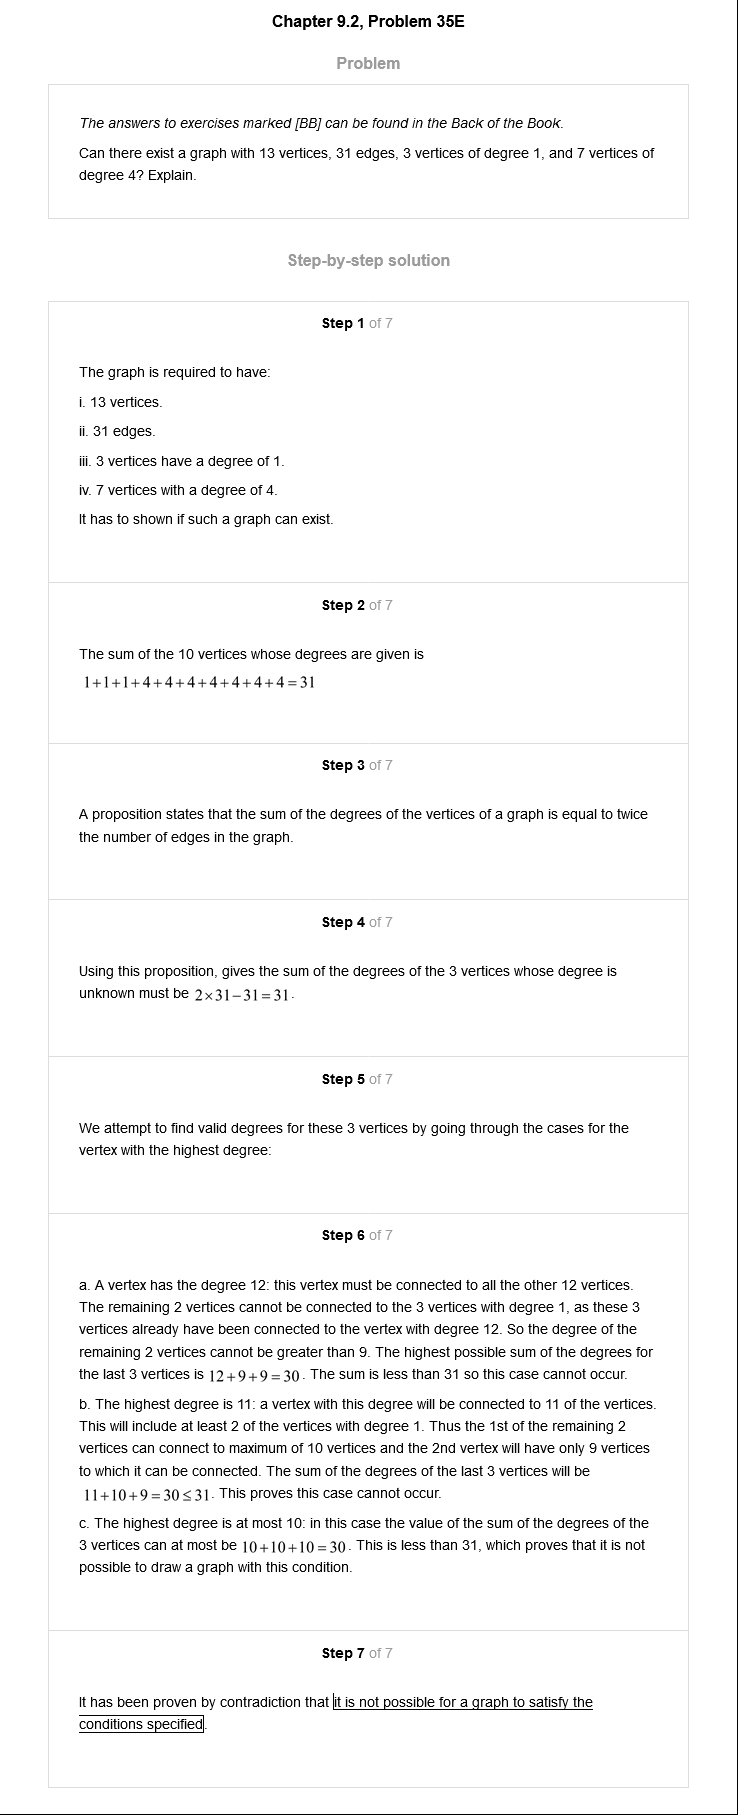 Chapter 9.2, Problem 35E
Problem
The answers to exercises marked [BB] can be found in the Back of the Book.
Can there exist a graph with 13 vertices, 31 edges, 3 vertices of degree 1, and 7 vertices of
degree 4? Explain.
Step-by-step solution
Step 1 of 7
The graph is required to have:
i. 13 vertices.
ii. 31 edges.
iii. 3 vertices have a degree of 1.
iv. 7 vertices with a degree of 4.
It has to shown if such a graph can exist.
Step 2 of 7
The sum of the 10 vertices whose degrees are given is
1+1+1+4+4+4+4+4+4+4=31
Step 3 of 7
A proposition states that the sum of the degrees of the vertices of a graph is equal to twice
the number of edges in the graph.
Step 4 of 7
Using this proposition, gives the sum of the degrees of the 3 vertices whose degree is
unknown must be 2×31−31=31.
Step 5 of 7
We attempt to find valid degrees for these 3 vertices by going through the cases for the
vertex with the highest degree:
Step 6 of 7
a. A vertex has the degree 12: this vertex must be connected to all the other 12 vertices.
The remaining 2 vertices cannot be connected to the 3 vertices with degree 1, as these 3
vertices already have been connected to the vertex with degree 12. So the degree of the
remaining 2 vertices cannot be greater than 9. The highest possible sum of the degrees for
the last 3 vertices is 12+9+9=30. The sum is less than 31 so this case cannot occur.
b. The highest degree is 11: a vertex with this degree will be connected to 11 of the vertices.
This will include at least 2 of the vertices with degree 1. Thus the 1st of the remaining 2
vertices can connect to maximum of 10 vertices and the 2nd vertex will have only 9 vertices
to which it can be connected. The sum of the degrees of the last 3 vertices will be
11+10+9=30≤31. This proves this case cannot occur.
c. The highest degree is at most 10: in this case the value of the sum of the degrees of the
3 vertices can at most be 10+10+10=30. This is less than 31, which proves that it is not
possible to draw a graph with this condition.
Step 7 of 7
It has been proven by contradiction that it is not possible for a graph to satisfy the
conditions specified.